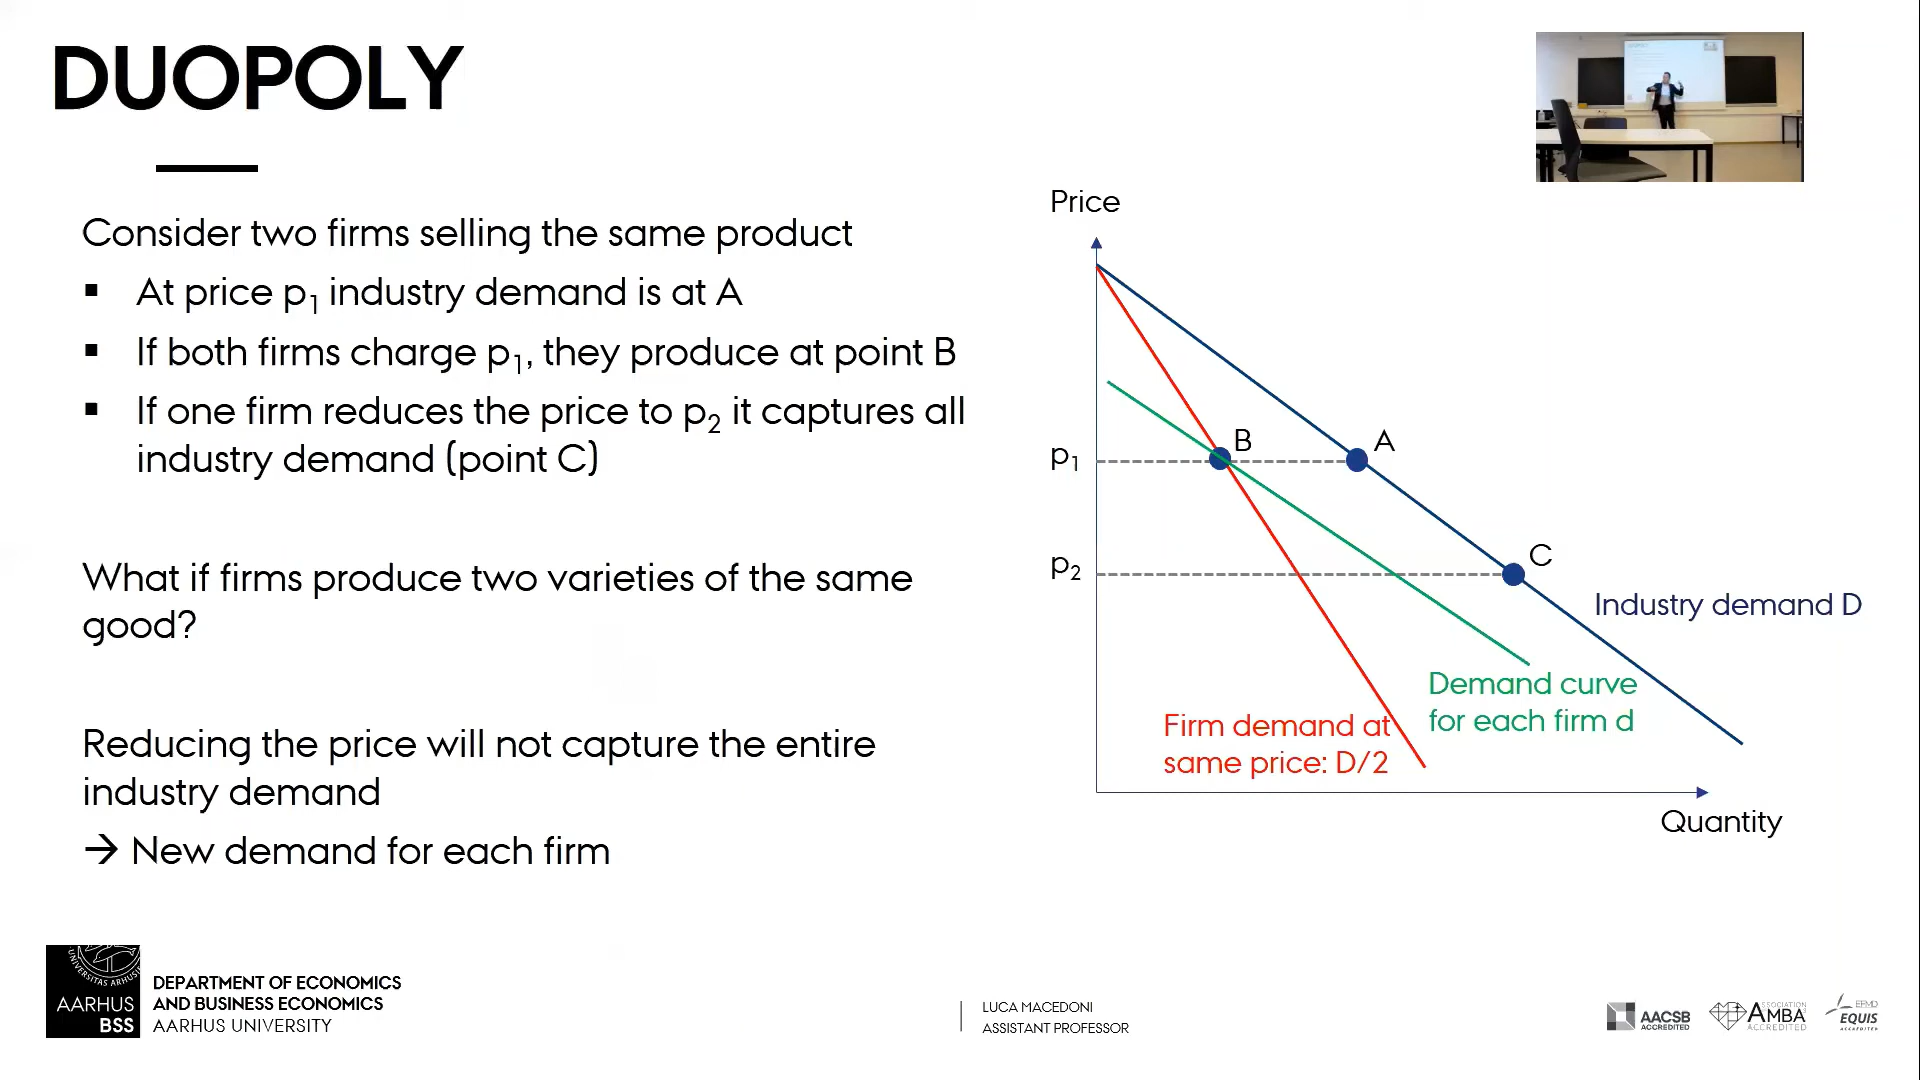 DUOPOLY
Consider two firms selling the same product
▪ At price p₁ industry demand is at A
▪ If both firms charge p₁, they produce at point B
▪ If one firm reduces the price to p₂ it captures all
industry demand (point C)
What if firms produce two varieties of the same
good?
Reducing the price will not capture the entire
industry demand
→ New demand for each firm
Price
B
A
p₁
C
p₂
Industry demand D
Demand curve
for each firm d
Firm demand at
same price: D/2
Quantity
AARHUS
BSS
DEPARTMENT OF ECONOMICS
AND BUSINESS ECONOMICS
AARHUS UNIVERSITY
LUCA MACEDONI
ASSISTANT PROFESSOR
AACSB
ACCREDITED
ASSOCIATION
AMBA
ACCREDITED
EFMD
EQUIS
ACCREDITED